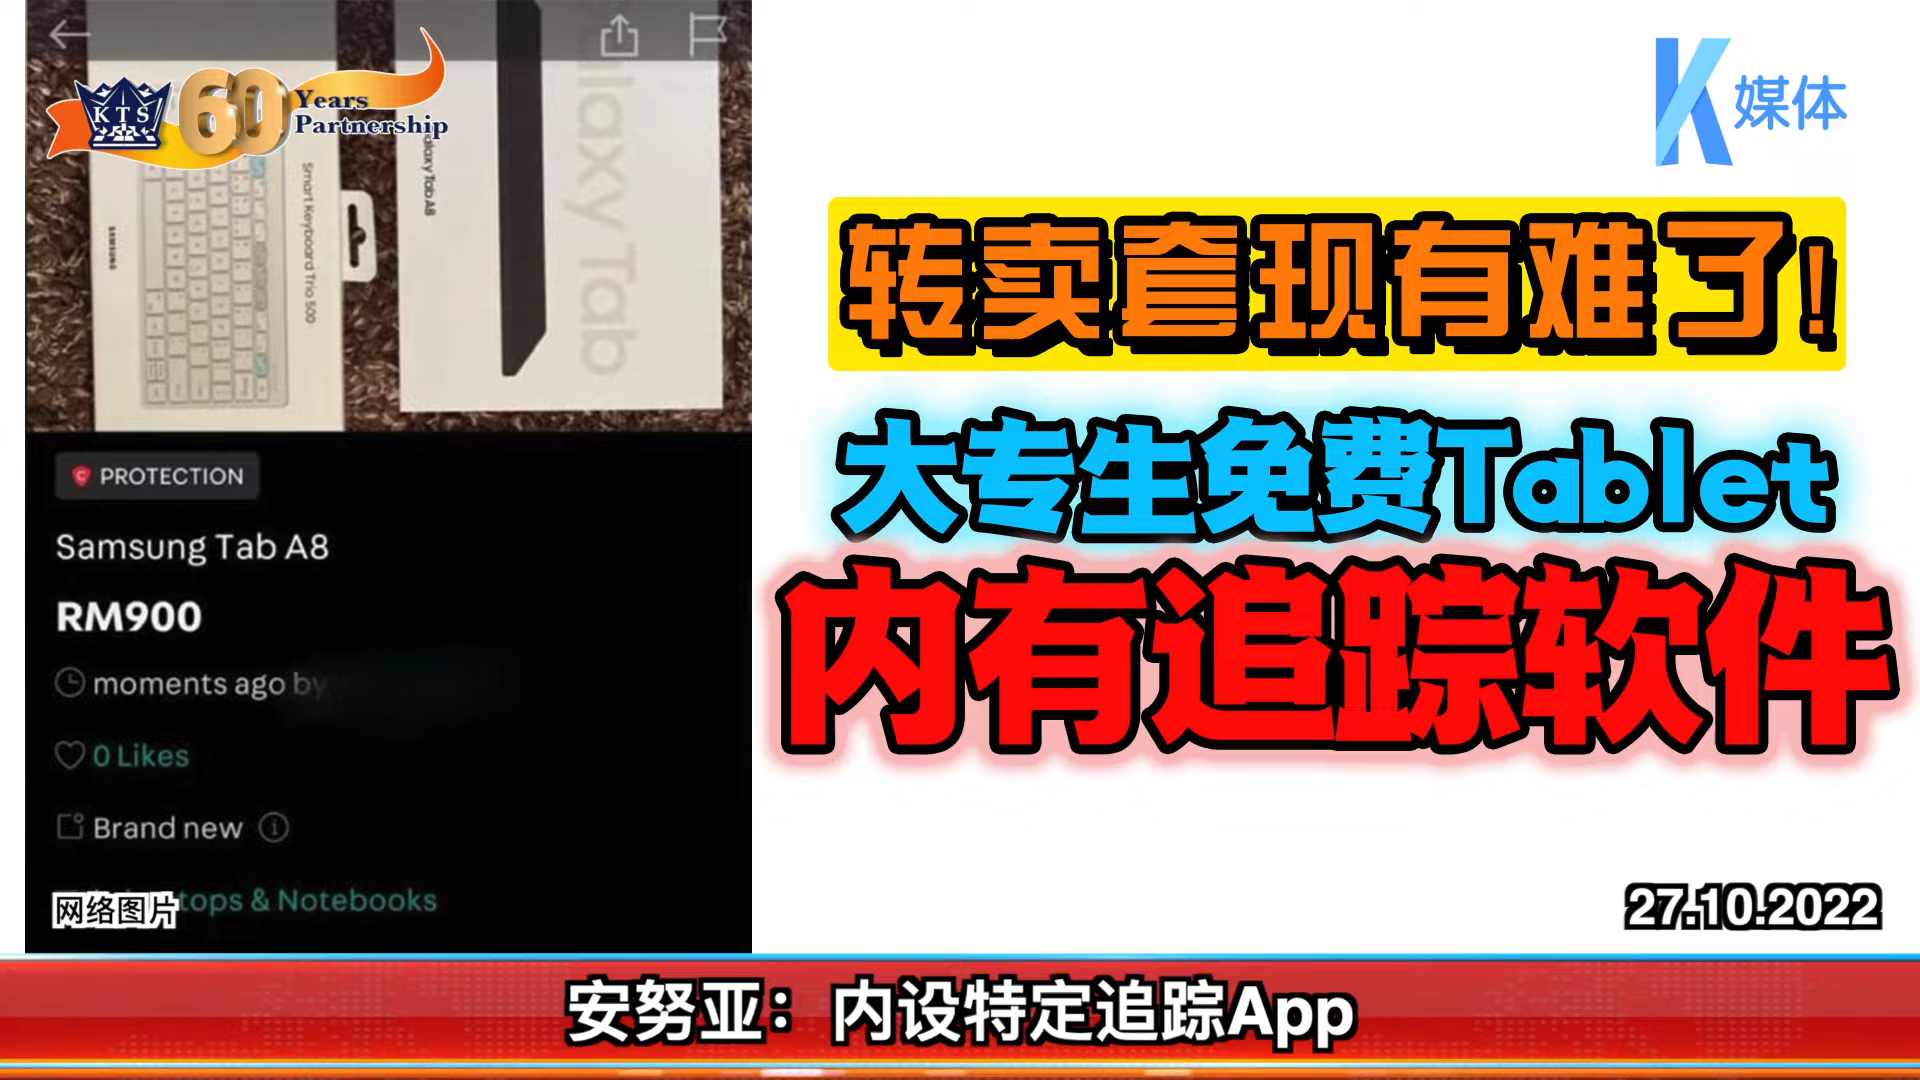 KTS 60 Years
Partnership
SAMSUNG
Smart Keyboard Trio 500
Galaxy Tab A8
Galaxy Tab
PROTECTION
Samsung Tab A8
RM900
moments ago by
0 Likes
Brand new
tops & Notebooks
网络图片
K媒体
转卖套现有难了!
大专生免费Tablet
内有追踪软件
27.10.2022
安努亚：内设特定追踪App